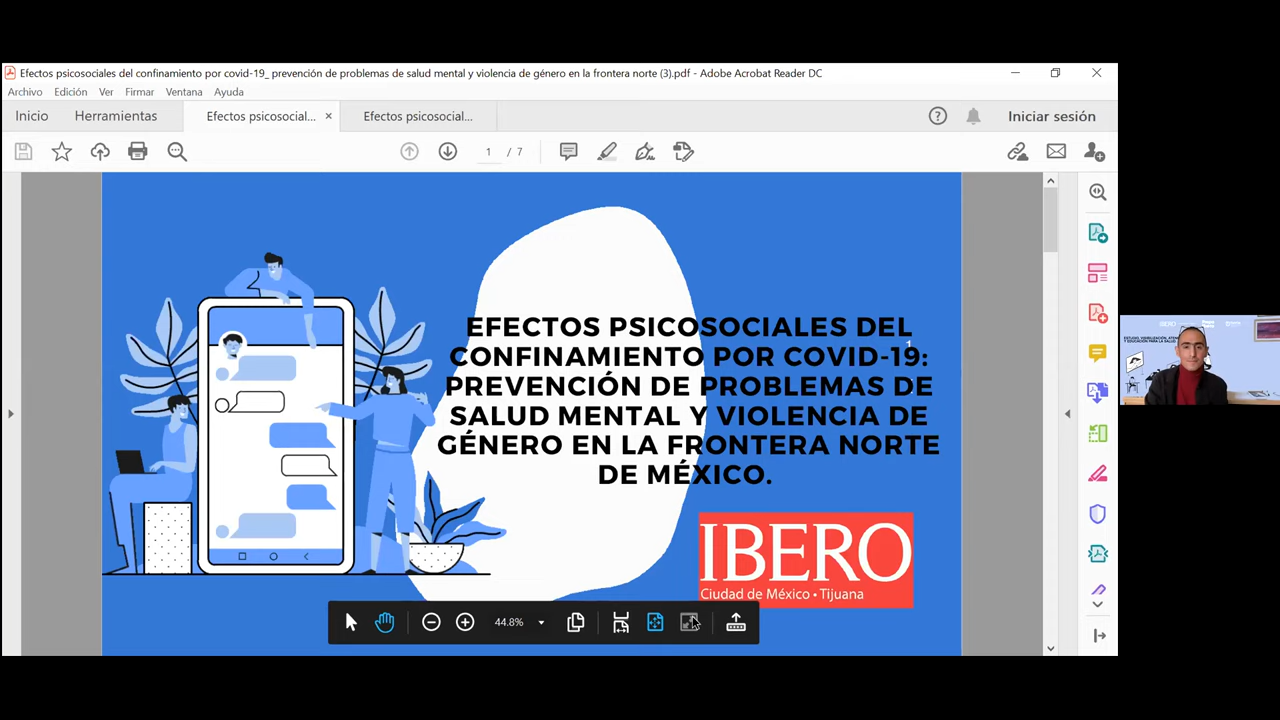 Efectos psicosociales del confinamiento por covid-19_ prevención de problemas de salud mental y violencia de género en la frontera norte (3).pdf - Adobe Acrobat Reader DC
Archivo Edición Ver Firmar Ventana Ayuda
Inicio Herramientas Efectos psicosocial... × Efectos psicosocial... Iniciar sesión
1 / 7
EFECTOS PSICOSOCIALES DEL
CONFINAMIENTO POR COVID-19:
PREVENCIÓN DE PROBLEMAS DE
SALUD MENTAL Y VIOLENCIA DE
GÉNERO EN LA FRONTERA NORTE
DE MÉXICO.
1
IBERO
Ciudad de México • Tijuana
44.8%
IBERO